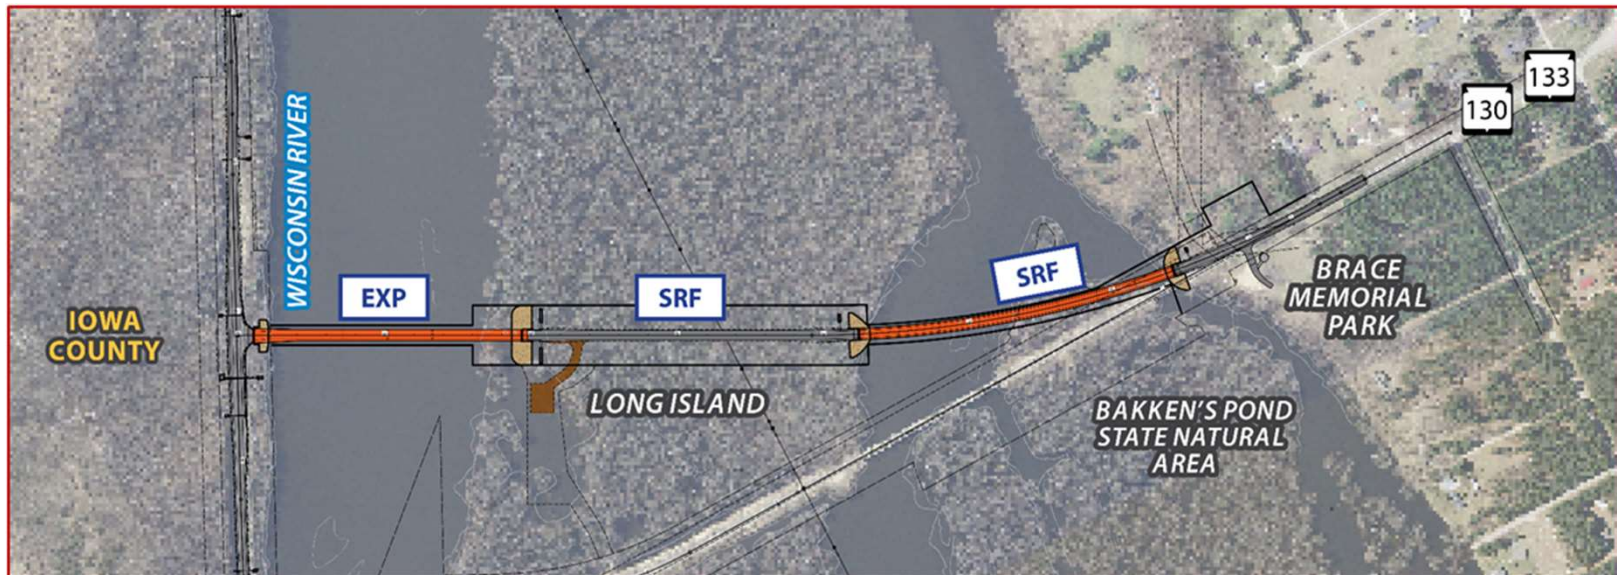 133
130
WISCONSIN RIVER
EXP
SRF
SRF
IOWA
COUNTY
LONG ISLAND
BRACE
MEMORIAL
PARK
BAKKEN'S POND
STATE NATURAL
AREA